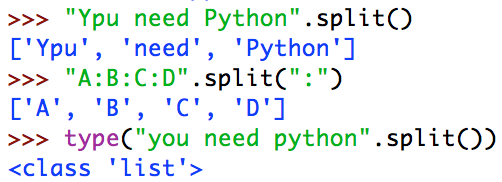 >>> "Ypu need Python".split()
['Ypu', 'need', 'Python']
>>> "A:B:C:D".split(":")
['A', 'B', 'C', 'D']
>>> type("you need python".split())
<class 'list'>